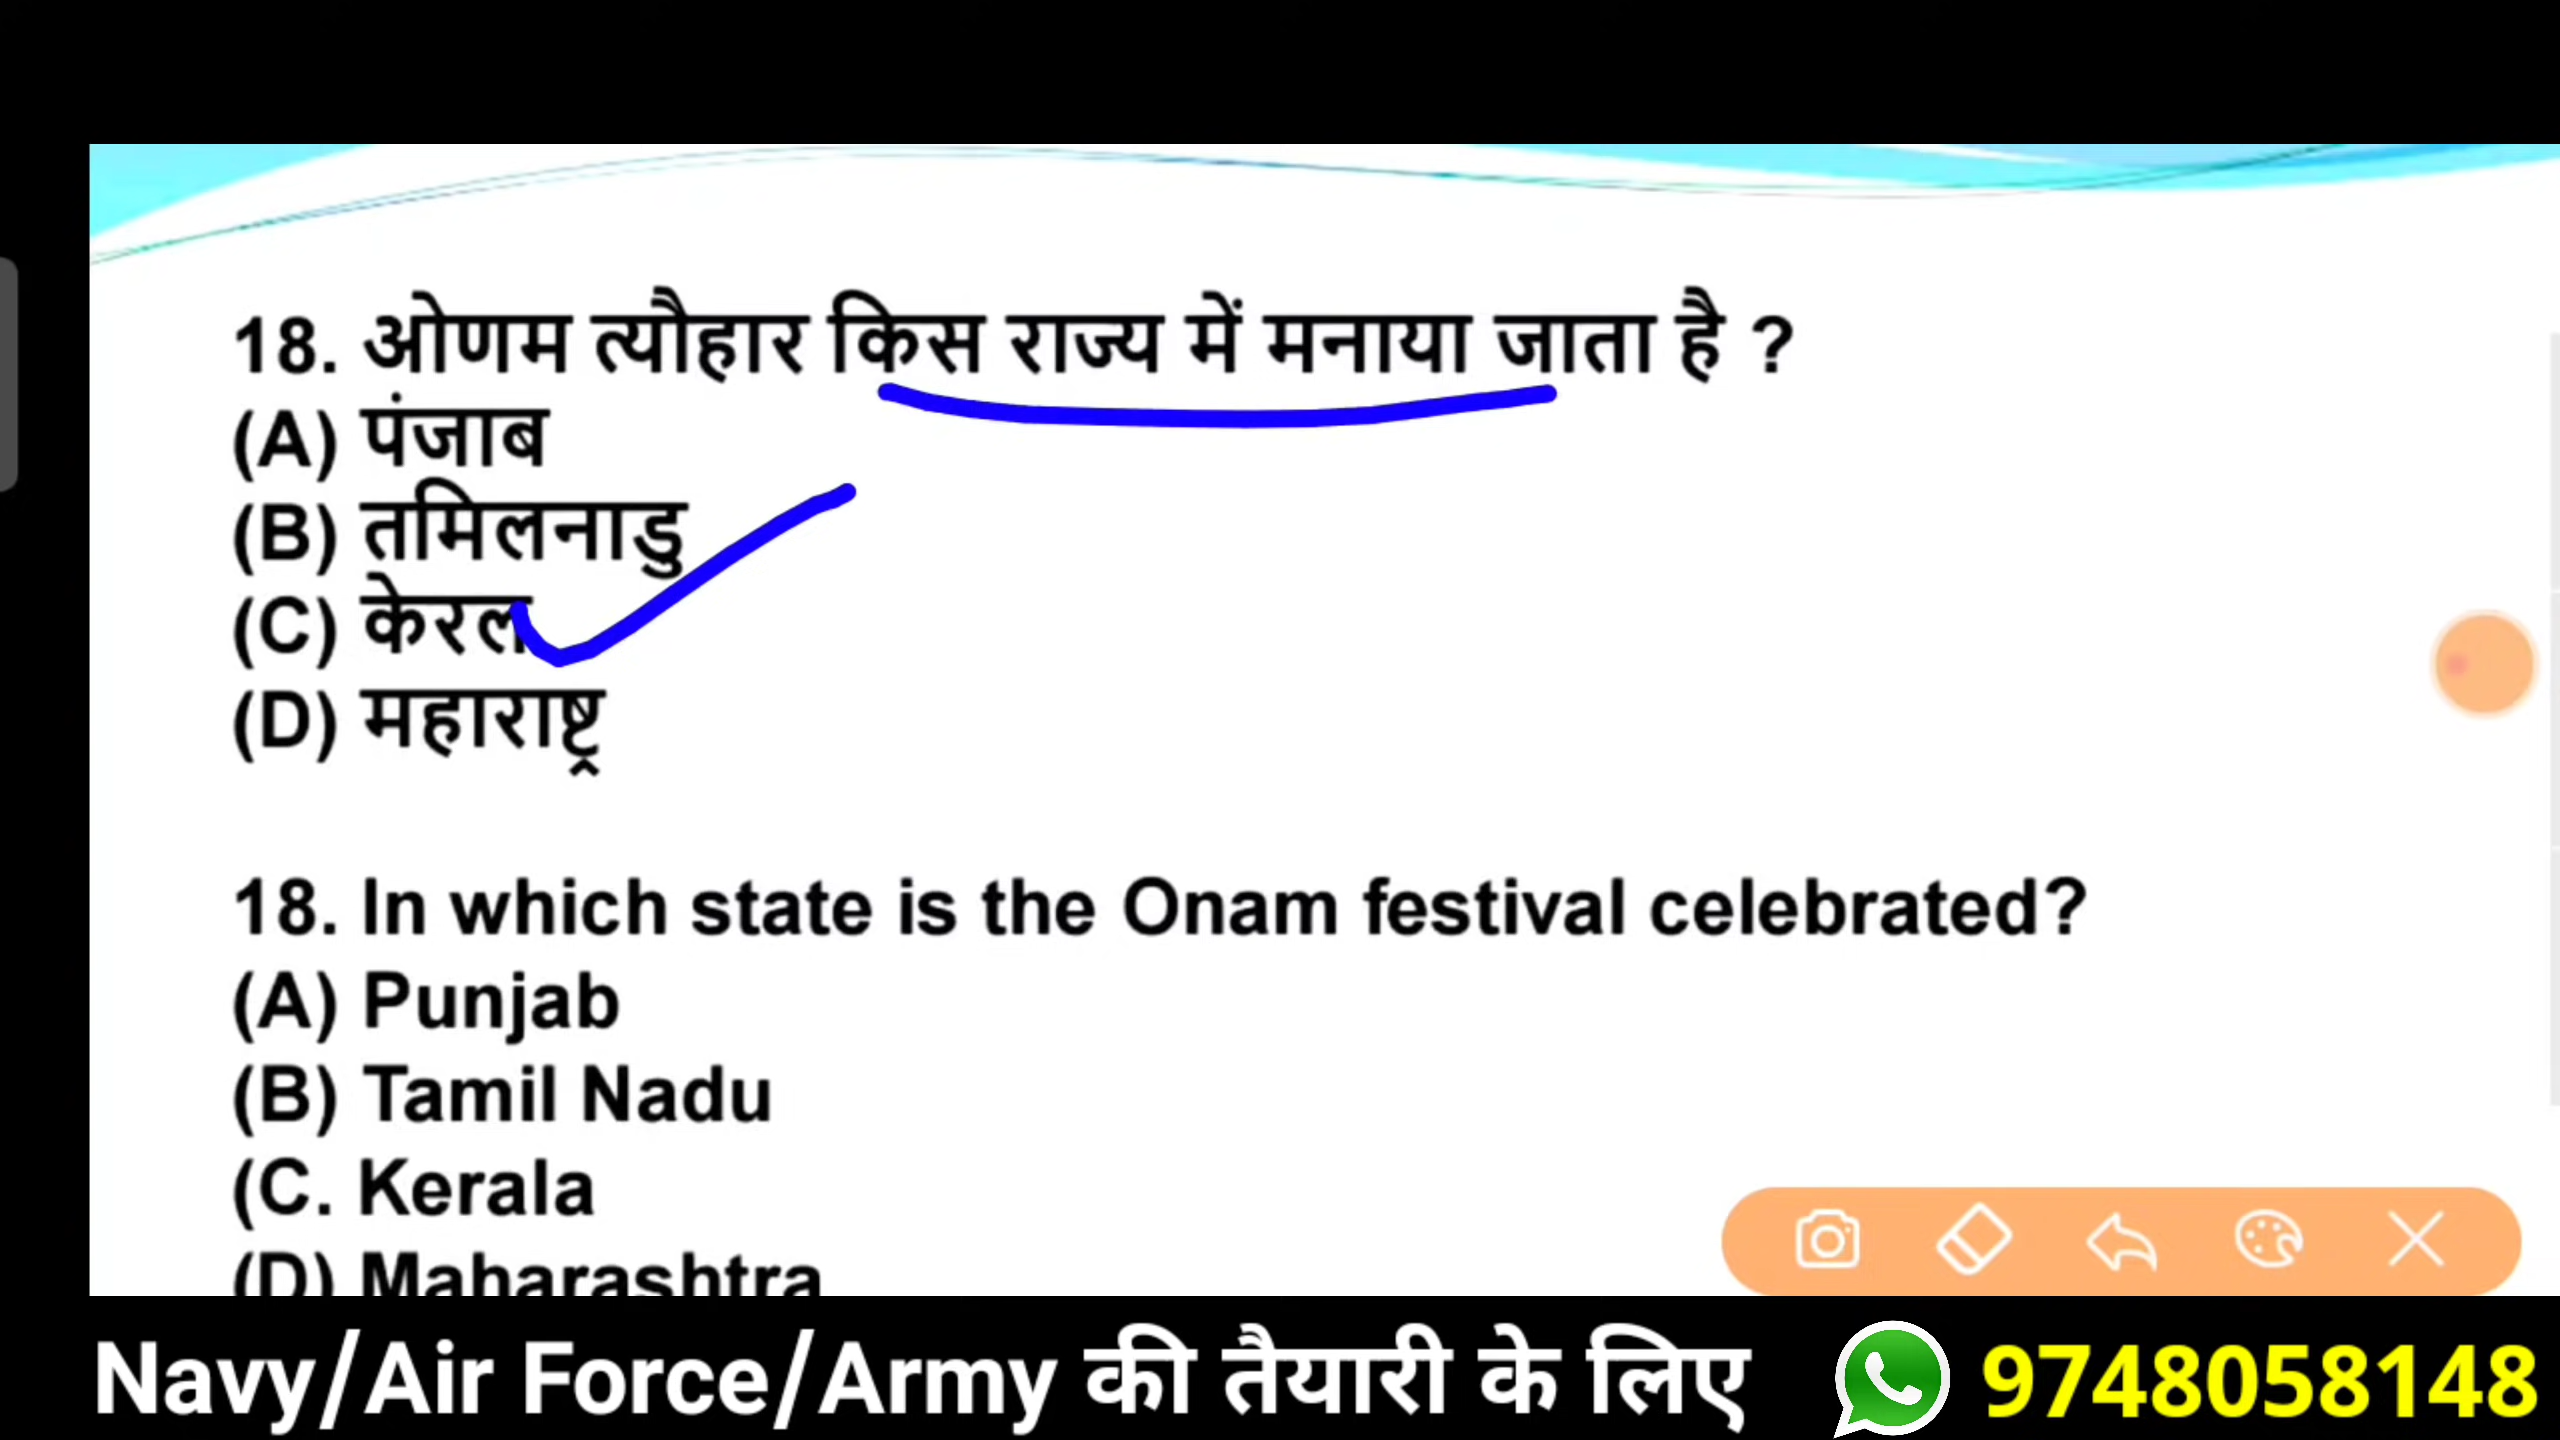 18. ओणम त्यौहार किस राज्य में मनाया जाता है ?
(A) पंजाब
(B) तमिलनाडु
(C) केरल
(D) महाराष्ट्र
18. In which state is the Onam festival celebrated?
(A) Punjab
(B) Tamil Nadu
(C. Kerala
(D) Maharashtra
Navy/Air Force/Army की तैयारी के लिए 9748058148